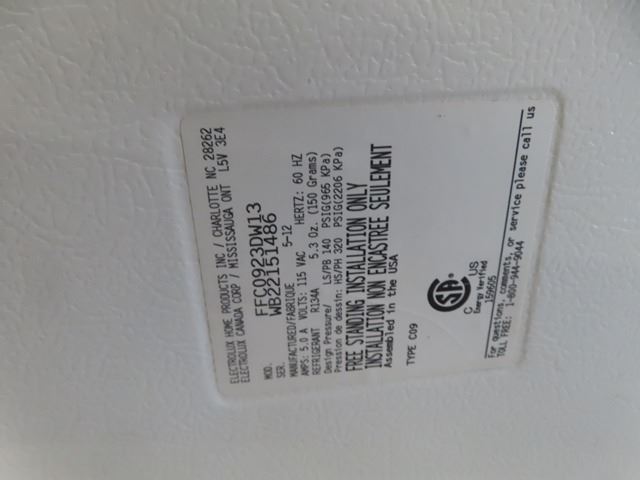 ELECTROLUX HOME PRODUCTS INC / CHARLOTTE NC 28262
ELECTROLUX CANADA CORP / MISSISSAUGA ONT L5V 3E4
MOD. FFC0923DW13
SER. WB22151486
MANUFACTURED/FABRIQUE 5-12
AMPS: 5.0 A VOLTS: 115 VAC HERTZ: 60 HZ
REFRIGERANT R134A 5.3 Oz. (150 Grams)
Design Pressure/ LS/PB 140 PSIG(965 KPa)
Pression de dessin: HS/PH 320 PSIG(2206 KPa)
FREE STANDING INSTALLATION ONLY
INSTALLATION NON ENCASTREE SEULEMENT
Assembled in the USA
TYPE C09
SA
C US
Energy Verified
159605
for questions, comments, or service please call us
TOLL FREE: 1-800-944-9044